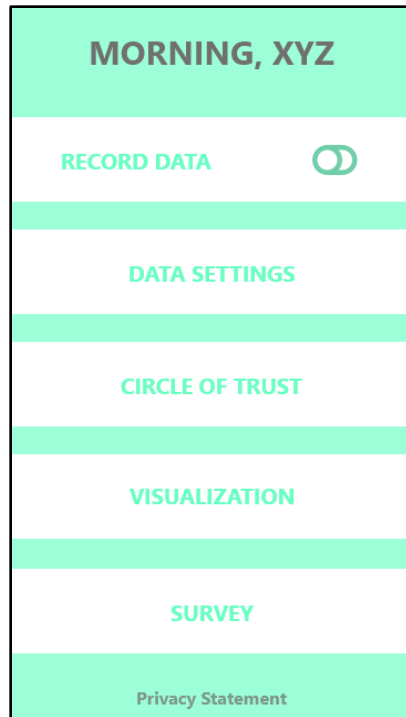 MORNING, XYZ
RECORD DATA
DATA SETTINGS
CIRCLE OF TRUST
VISUALIZATION
SURVEY
Privacy Statement